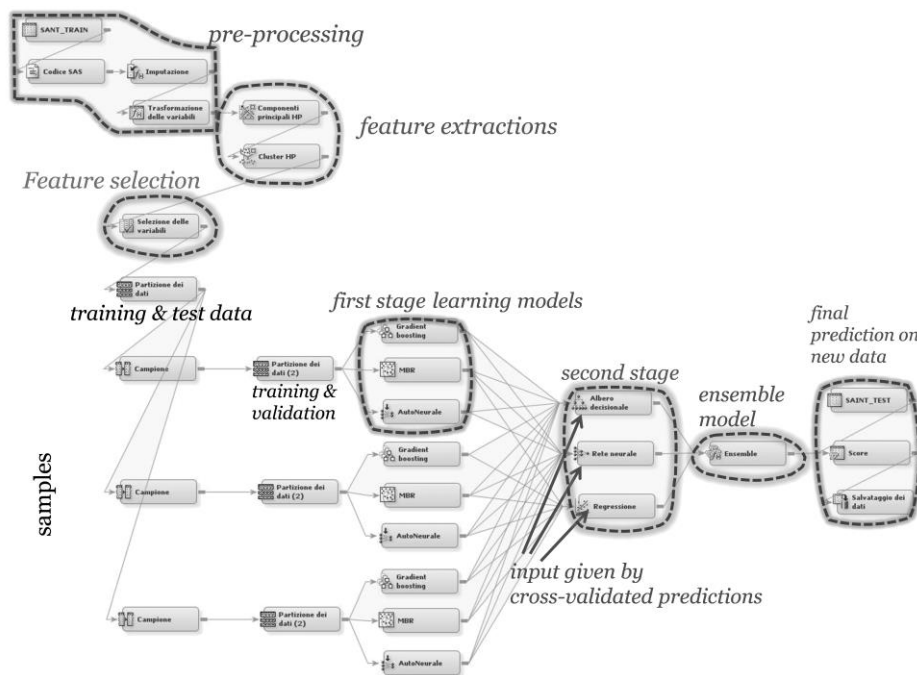 SANT_TRAIN
pre-processing
Codice SAS
Imputazione
Trasformazione
delle variabili
Componenti
principali HP
feature extractions
Cluster HP
Feature selection
Selezione delle
variabili
Partizione dei
dati
training & test data
first stage learning models
Gradient
boosting
Campione
Partizione dei
dati (2)
MBR
training &
validation
AutoNeurale
second stage
Albero
decisionale
ensemble
model
final
prediction on
new data
SAINT_TEST
Gradient
boosting
Rete neurale
Ensemble
Score
samples
Campione
Partizione dei
dati (2)
MBR
Regressione
Salvataggio dei
dati
AutoNeurale
input given by
cross-validated predictions
Gradient
boosting
Campione
Partizione dei
dati (2)
MBR
AutoNeurale